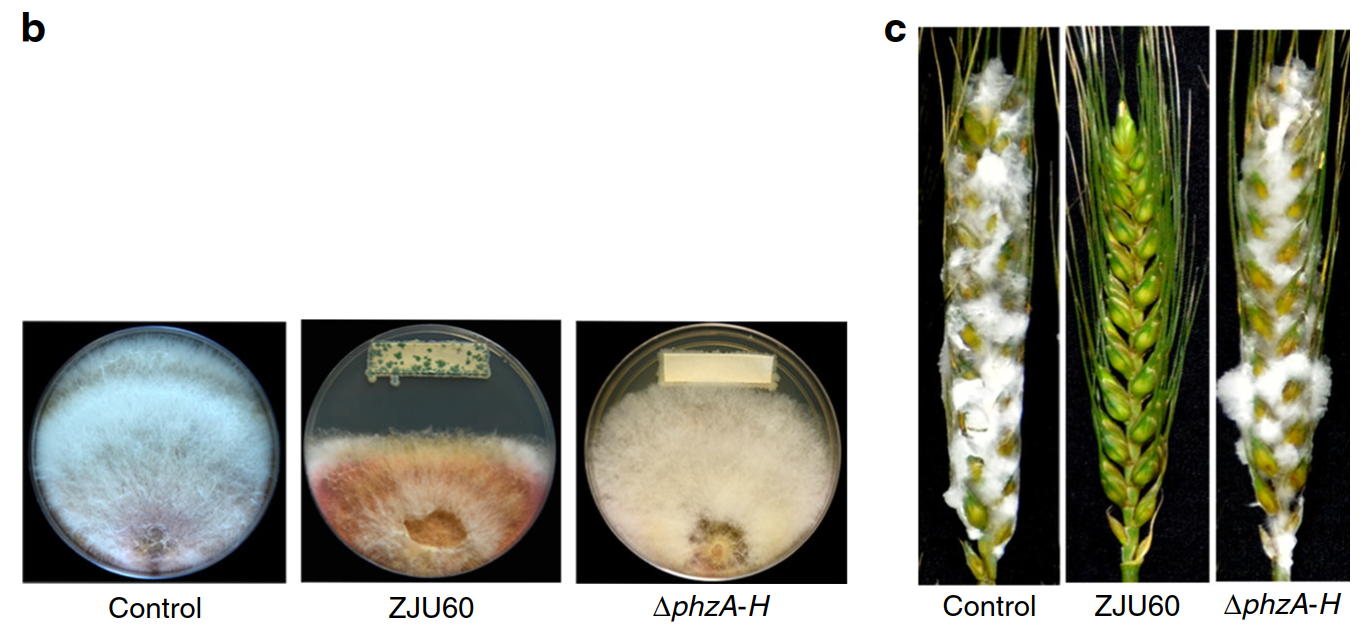 b
Control
ZJU60
ΔphzA-H
c
Control
ZJU60
ΔphzA-H